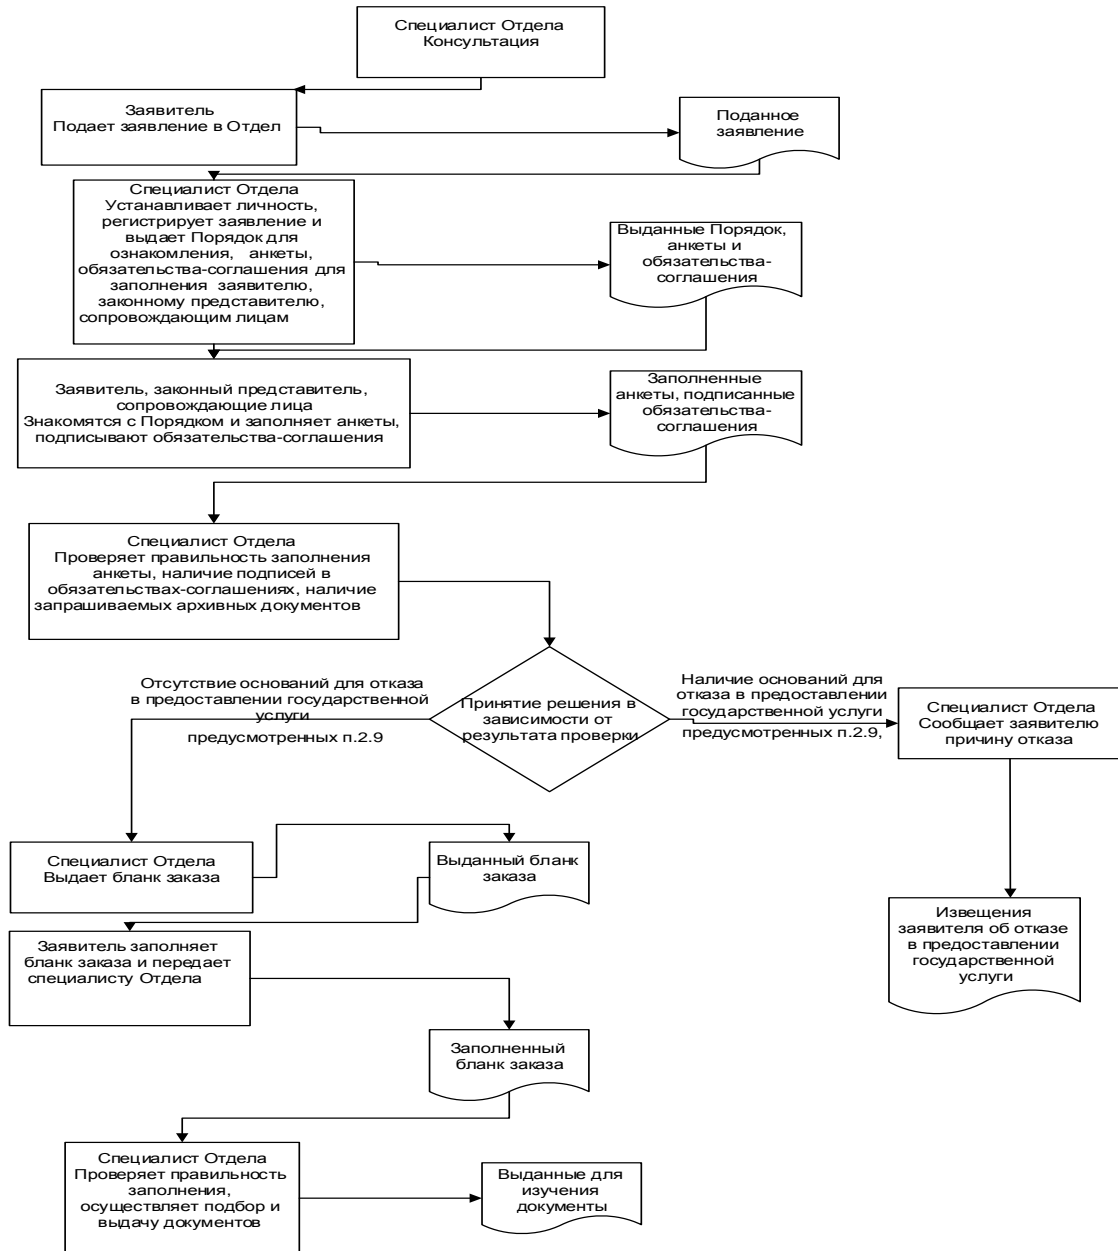 Специалист Отдела
Консультация
Заявитель
Подает заявление в Отдел
Поданное
заявление
Специалист Отдела
Устанавливает личность,
регистрирует заявление и
выдает Порядок для
ознакомления, анкеты,
обязательства-соглашения для
заполнения заявителю,
законному представителю,
сопровождающим лицам
Выданные Порядок,
анкеты и
обязательства-
соглашения
Заявитель, законный представитель,
сопровождающие лица
Знакомятся с Порядком и заполняет анкеты,
подписывают обязательства-соглашения
Заполненные
анкеты, подписанные
обязательства-
соглашения
Специалист Отдела
Проверяет правильность заполнения
анкеты, наличие подписей в
обязательствах-соглашениях, наличие
запрашиваемых архивных документов
Отсутствие оснований для отказа
в предоставлении государственной
услуги
предусмотренных п.2.9
Принятие решения в
зависимости от
результата проверки
Наличие оснований для
отказа в предоставлении
государственной услуги
предусмотренных п.2.9,
Специалист Отдела
Сообщает заявителю
причину отказа
Специалист Отдела
Выдает бланк заказа
Выданный бланк
заказа
Извещения
заявителя об отказе
в предоставлении
государственной
услуги
Заявитель заполняет
бланк заказа и передает
специалисту Отдела
Заполненный
бланк заказа
Специалист Отдела
Проверяет правильность
заполнения,
осуществляет подбор и
выдачу документов
Выданные для
изучения
документы